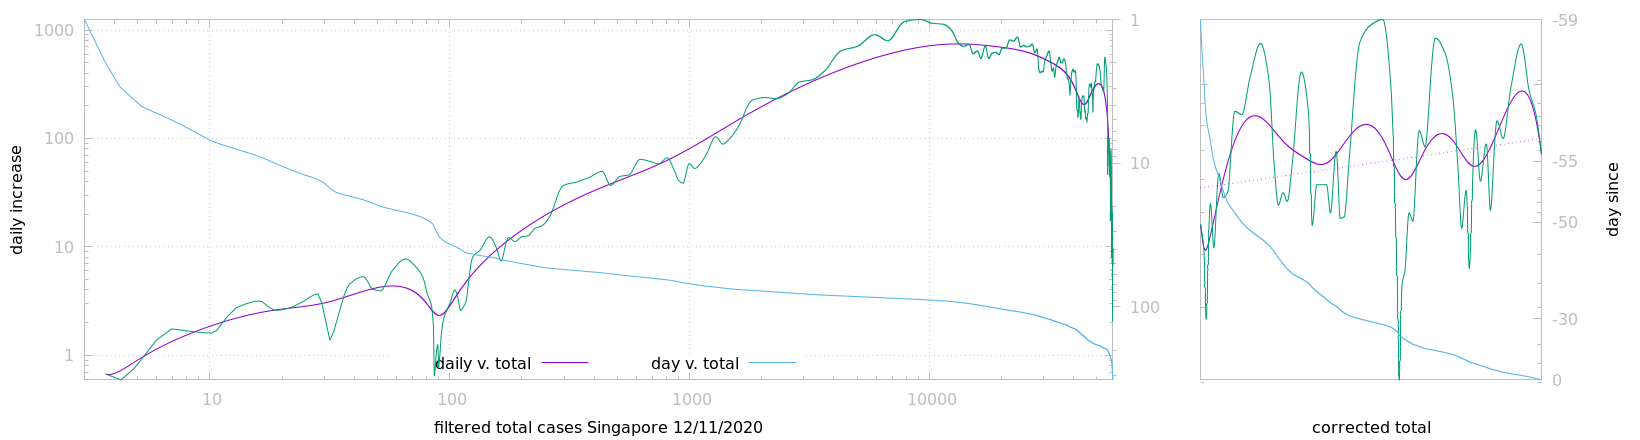 1000
100
10
1
daily increase
10
100
1000
10000
filtered total cases Singapore 12/11/2020
daily v. total
day v. total
1
10
100
-59
-55
-50
-30
0
day since
corrected total